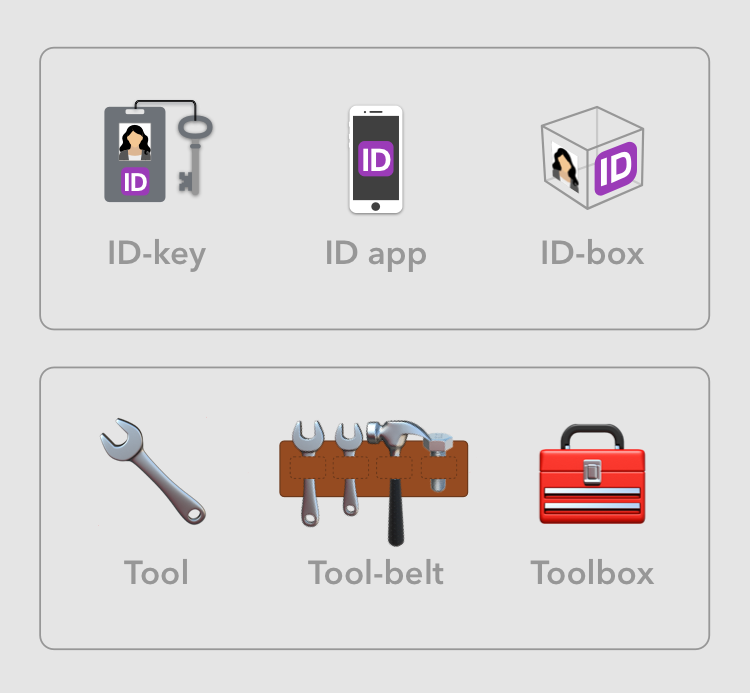 ID
ID
ID
ID-key
ID app
ID-box
Tool
Tool-belt
Toolbox